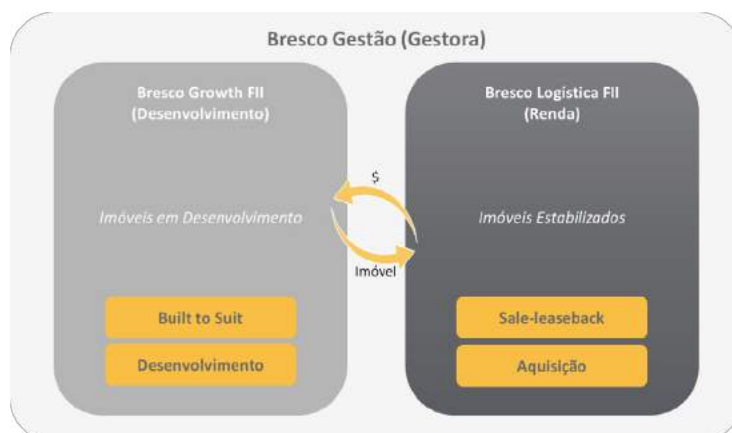 Bresco Gestão (Gestora)
Bresco Growth FII
(Desenvolvimento)
Imóveis em Desenvolvimento
Built to Suit
Desenvolvimento
$
Imóvel
Bresco Logística FII
(Renda)
Imóveis Estabilizados
Sale-leaseback
Aquisição